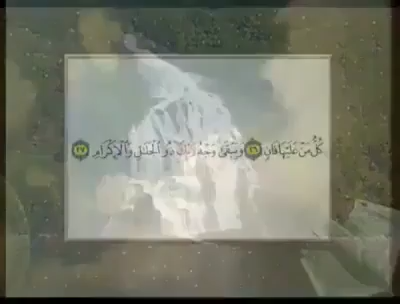 كُلُّ مَنْ عَلَيْهَا فَانٍ ٢٦ وَيَبْقَىٰ وَجْهُ رَبِّكَ ذُو الْجَلَالِ وَالْإِكْرَامِ ٢٧